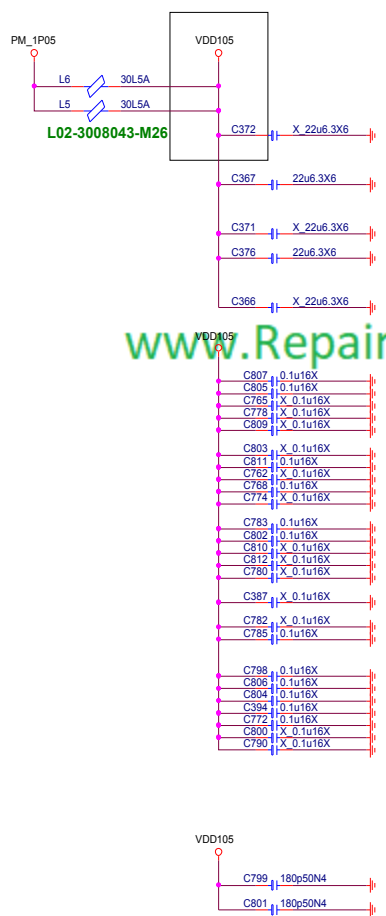 PM_1P05 VDD105
L6 30L5A
L5 30L5A
L02-3008043-M26
C372 X_22u6.3X6
C367 22u6.3X6
C371 X_22u6.3X6
C376 22u6.3X6
C366 X_22u6.3X6
www.Repair
VDD105
C807 0.1u16X
C805 0.1u16X
C765 X_0.1u16X
C778 X_0.1u16X
C809 X_0.1u16X
C803 X_0.1u16X
C811 0.1u16X
C762 X_0.1u16X
C768 0.1u16X
C774 X_0.1u16X
C783 0.1u16X
C802 0.1u16X
C810 X_0.1u16X
C812 X_0.1u16X
C780 X_0.1u16X
C387 X_0.1u16X
C782 X_0.1u16X
C785 0.1u16X
C798 0.1u16X
C806 0.1u16X
C804 0.1u16X
C394 0.1u16X
C772 0.1u16X
C800 X_0.1u16X
C790 X_0.1u16X
VDD105
C799 180p50N4
C801 180p50N4